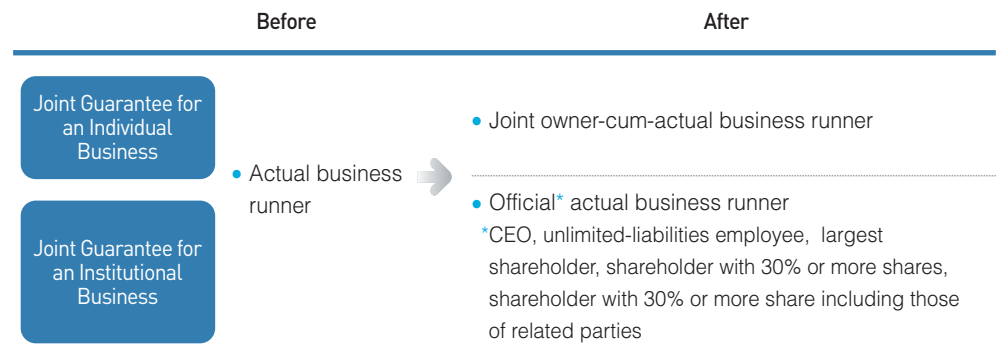 Before
After
Joint Guarantee for
an Individual
Business
Joint Guarantee for
an Institutional
Business
• Actual business
runner
• Joint owner-cum-actual business runner
• Official* actual business runner
*CEO, unlimited-liabilities employee, largest
shareholder, shareholder with 30% or more shares,
shareholder with 30% or more share including those
of related parties